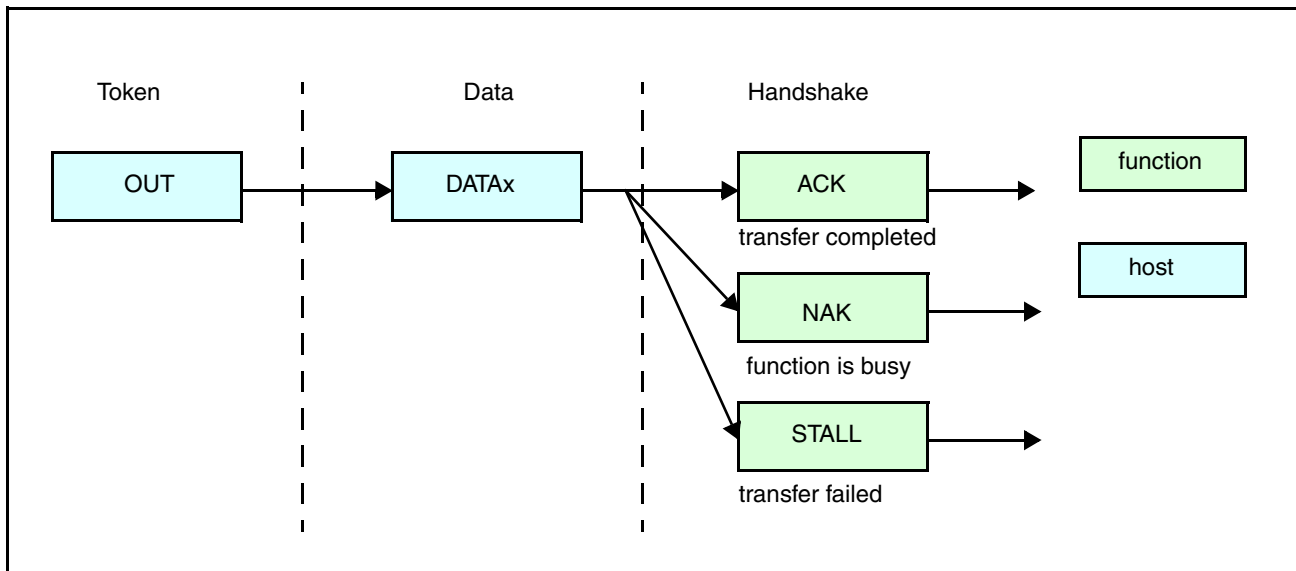 Token
Data
Handshake
OUT
DATAx
ACK
function
transfer completed
host
NAK
function is busy
STALL
transfer failed